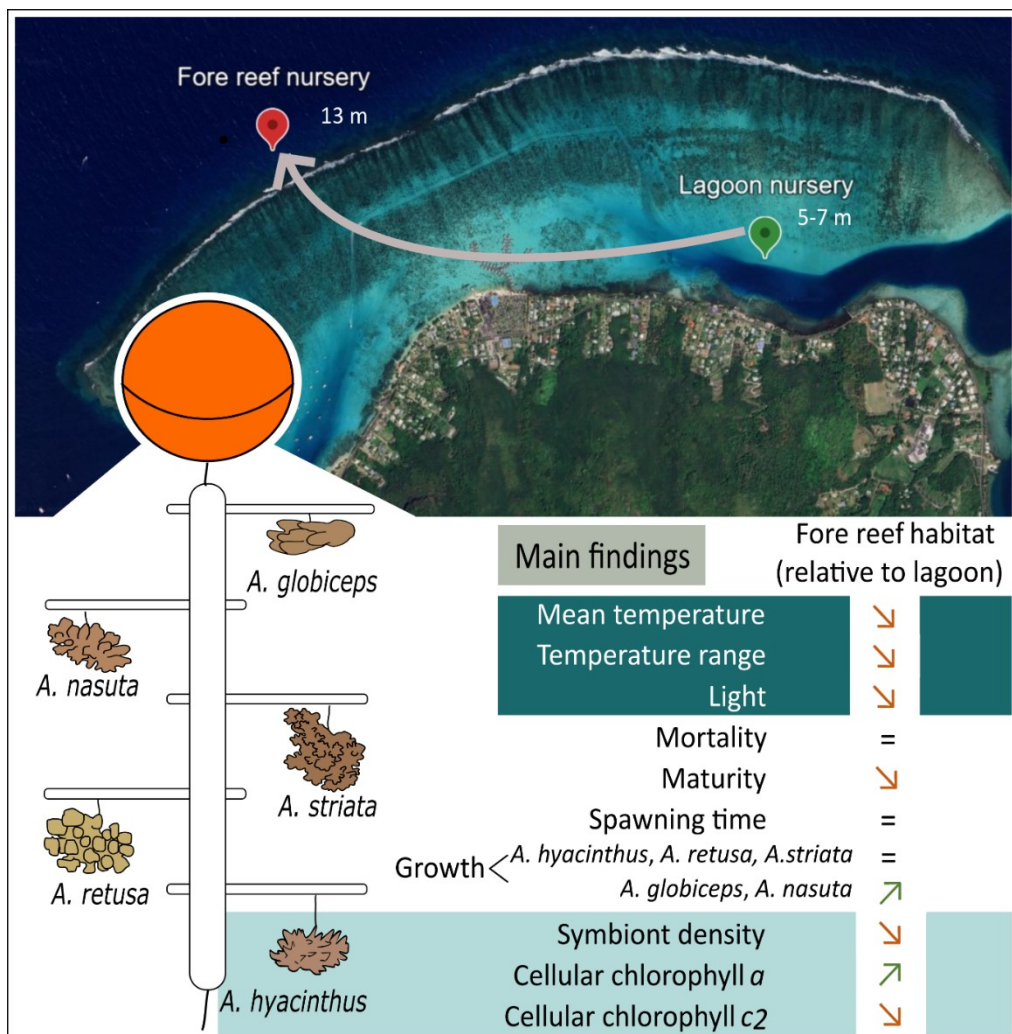 Fore reef nursery
13 m
Lagoon nursery
5-7 m
A. globiceps
A. nasuta
A. striata
A. retusa
A. hyacinthus
Main findings
Fore reef habitat
(relative to lagoon)
Mean temperature ↘
Temperature range ↘
Light ↘
Mortality =
Maturity ↘
Spawning time =
Growth
A. hyacinthus, A. retusa, A.striata =
A. globiceps, A. nasuta ↗
Symbiont density ↘
Cellular chlorophyll a ↗
Cellular chlorophyll c2 ↘